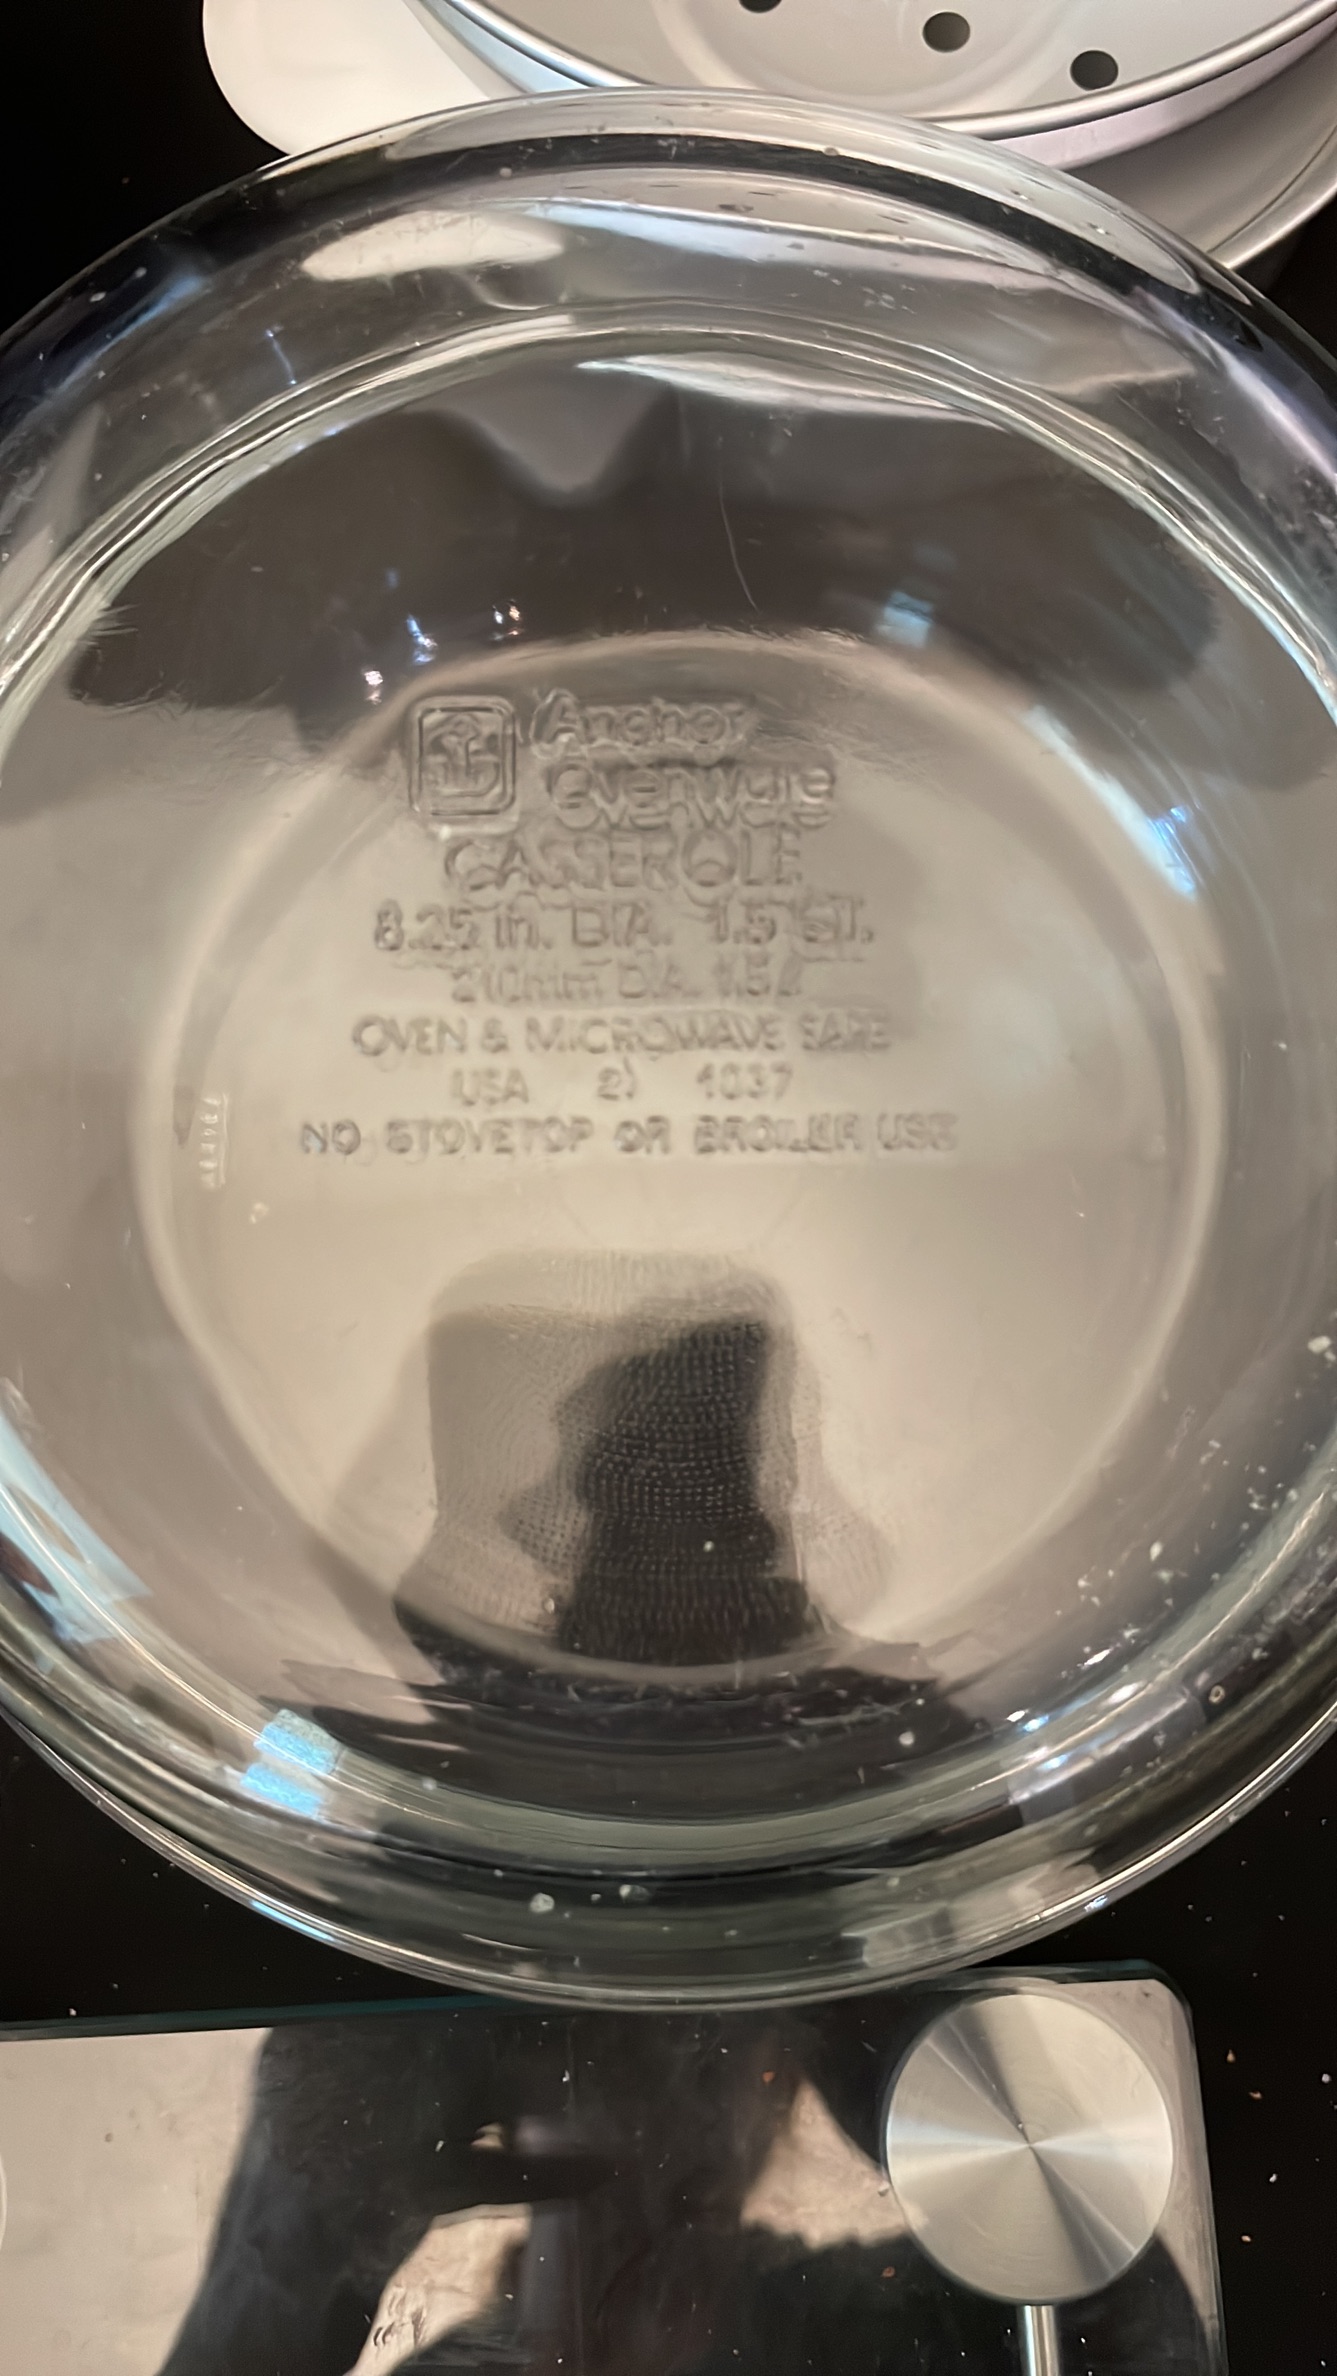 Anchor
Ovenware
CASSEROLE
8.25 in. DIA. 1.5 QT.
210mm DIA. 1.5 L
OVEN & MICROWAVE SAFE
USA 2) 1037
NO STOVETOP OR BROILER USE